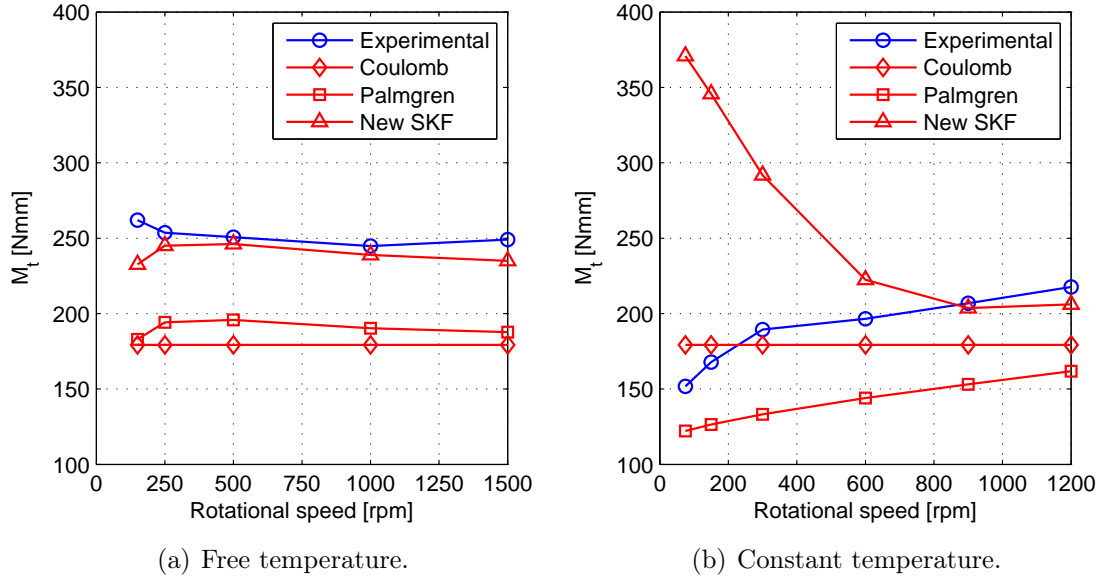 400
350
300
250
200
150
100
M_t [Nmm]
0 250 500 750 1000 1250 1500
Rotational speed [rpm]
Experimental
Coulomb
Palmgren
New SKF
(a) Free temperature.
400
350
300
250
200
150
100
M_t [Nmm]
0 200 400 600 800 1000 1200
Rotational speed [rpm]
Experimental
Coulomb
Palmgren
New SKF
(b) Constant temperature.